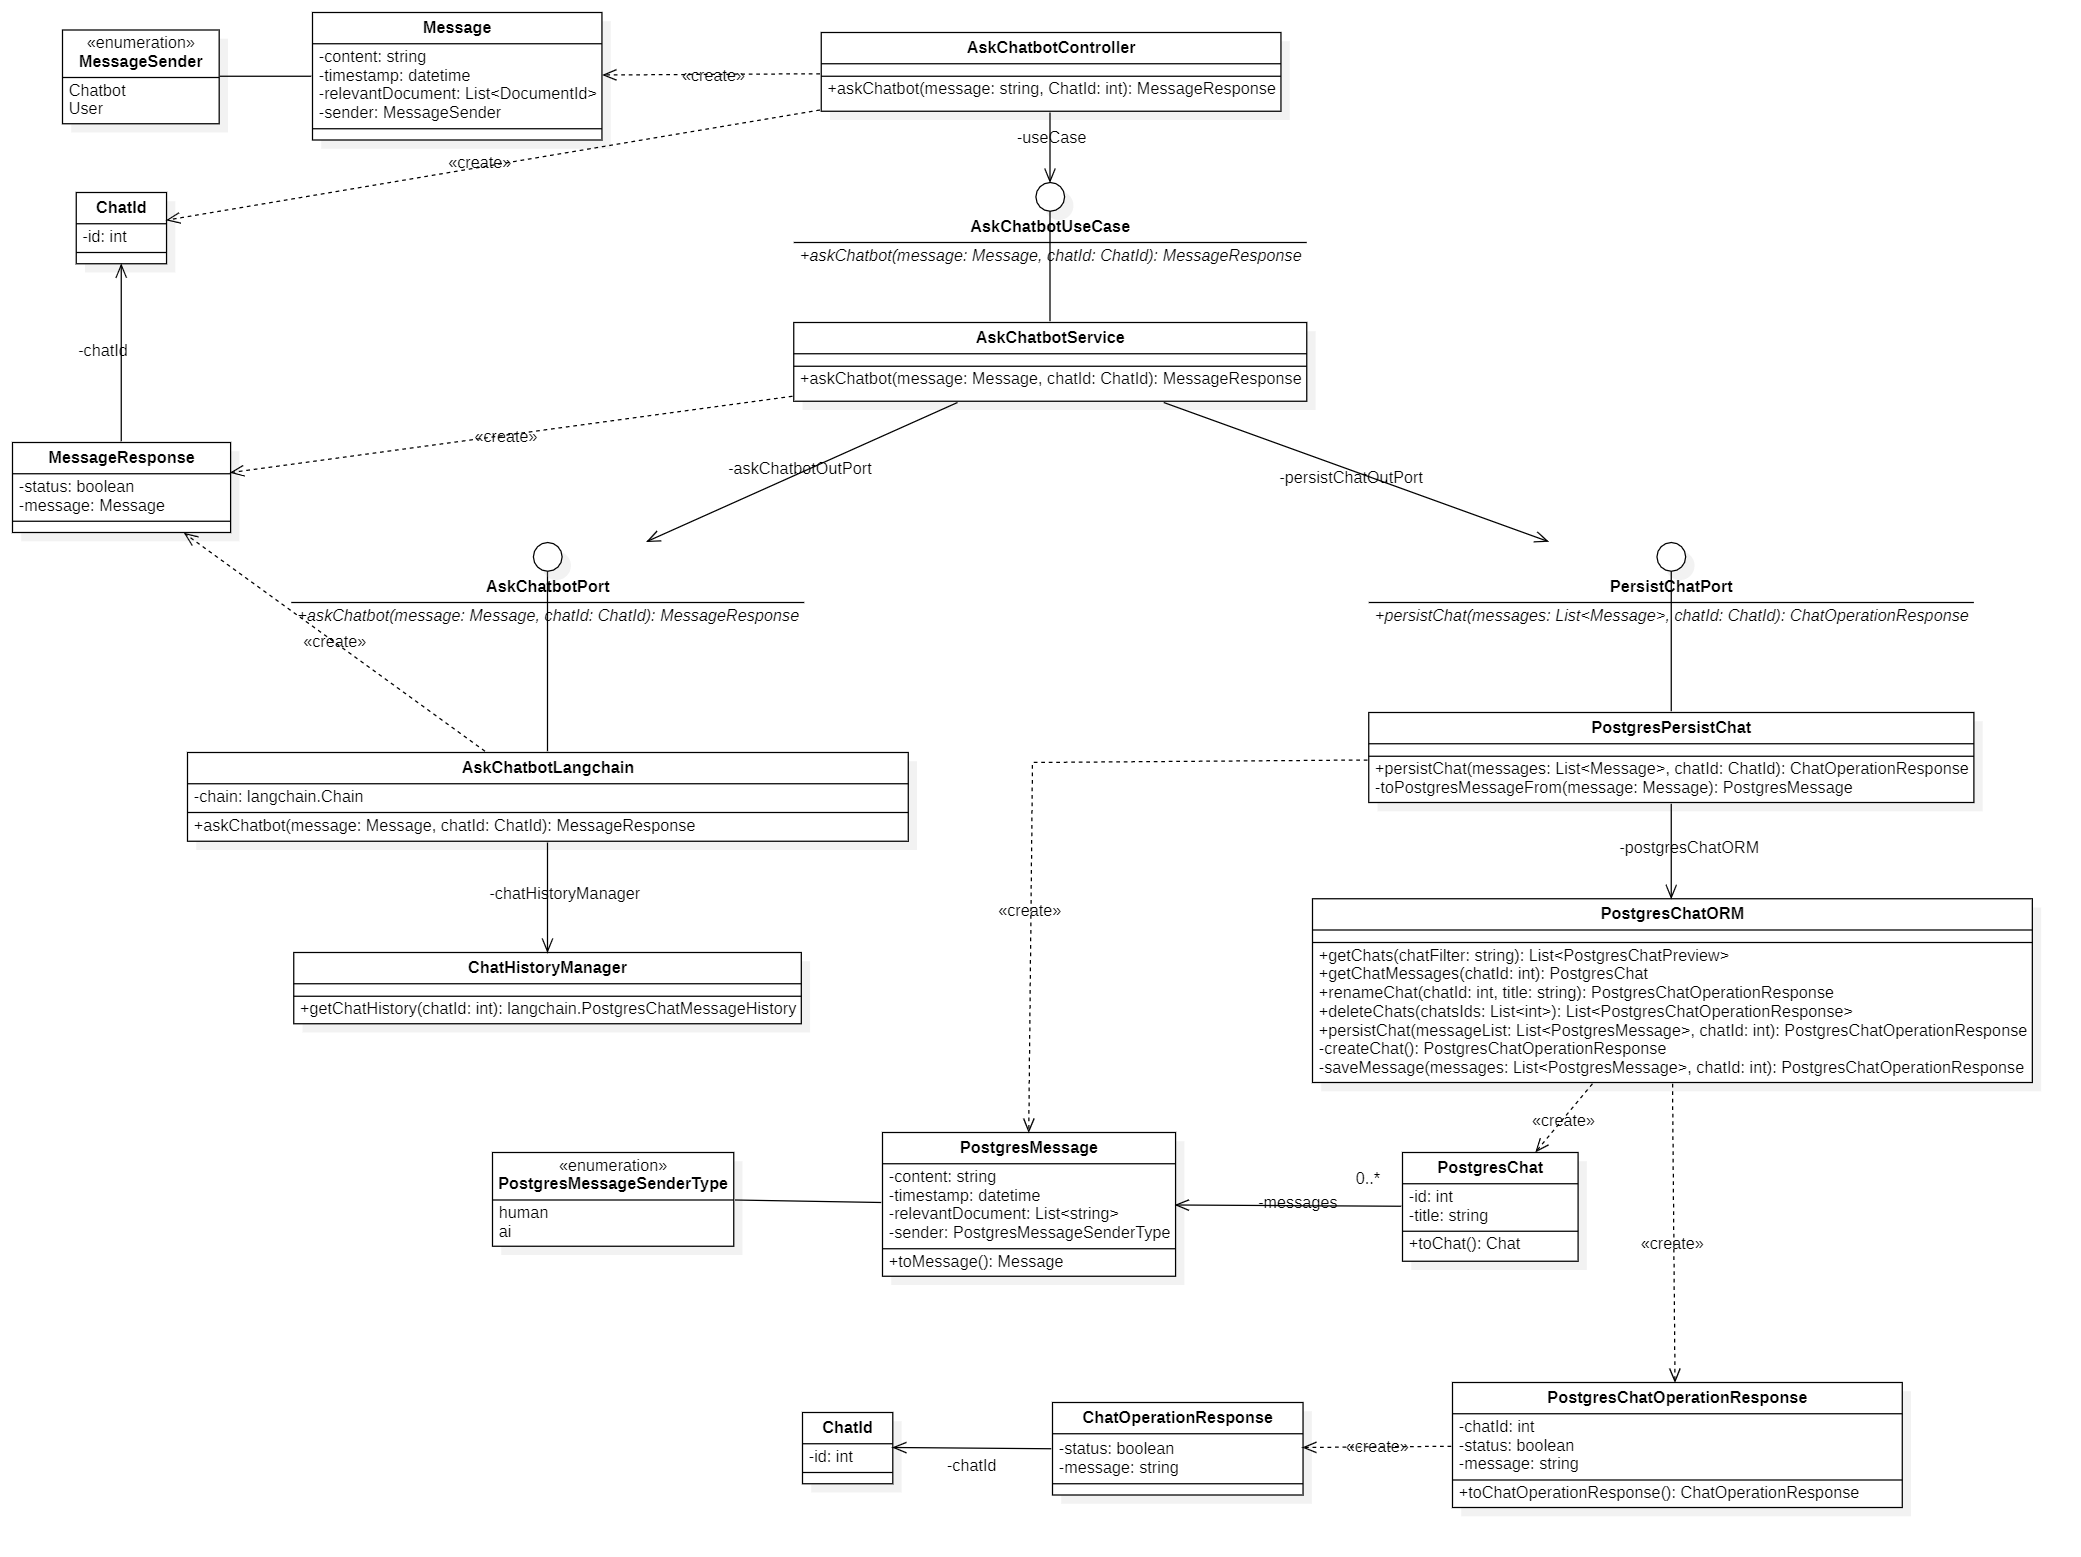 «enumeration»
MessageSender
Chatbot
User
Message
-content: string
-timestamp: datetime
-relevantDocument: List<DocumentId>
-sender: MessageSender
«create»
AskChatbotController
+askChatbot(message: string, ChatId: int): MessageResponse
«create»
-useCase
ChatId
-id: int
AskChatbotUseCase
+askChatbot(message: Message, chatId: ChatId): MessageResponse
-chatId
AskChatbotService
+askChatbot(message: Message, chatId: ChatId): MessageResponse
«create»
-askChatbotOutPort
-persistChatOutPort
MessageResponse
-status: boolean
-message: Message
AskChatbotPort
+askChatbot(message: Message, chatId: ChatId): MessageResponse
«create»
PersistChatPort
+persistChat(messages: List<Message>, chatId: ChatId): ChatOperationResponse
AskChatbotLangchain
-chain: langchain.Chain
+askChatbot(message: Message, chatId: ChatId): MessageResponse
PostgresPersistChat
+persistChat(messages: List<Message>, chatId: ChatId): ChatOperationResponse
-toPostgresMessageFrom(message: Message): PostgresMessage
-chatHistoryManager
-postgresChatORM
«create»
ChatHistoryManager
+getChatHistory(chatId: int): langchain.PostgresChatMessageHistory
PostgresChatORM
+getChats(chatFilter: string): List<PostgresChatPreview>
+getChatMessages(chatId: int): PostgresChat
+renameChat(chatId: int, title: string): PostgresChatOperationResponse
+deleteChats(chatsIds: List<int>): List<PostgresChatOperationResponse>
+persistChat(messageList: List<PostgresMessage>, chatId: int): PostgresChatOperationResponse
-createChat(): PostgresChatOperationResponse
-saveMessage(messages: List<PostgresMessage>, chatId: int): PostgresChatOperationResponse
«create»
«enumeration»
PostgresMessageSenderType
human
ai
PostgresMessage
-content: string
-timestamp: datetime
-relevantDocument: List<string>
-sender: PostgresMessageSenderType
+toMessage(): Message
0..*
-messages
PostgresChat
-id: int
-title: string
+toChat(): Chat
«create»
ChatId
-id: int
-chatId
ChatOperationResponse
-status: boolean
-message: string
«create»
PostgresChatOperationResponse
-chatId: int
-status: boolean
-message: string
+toChatOperationResponse(): ChatOperationResponse